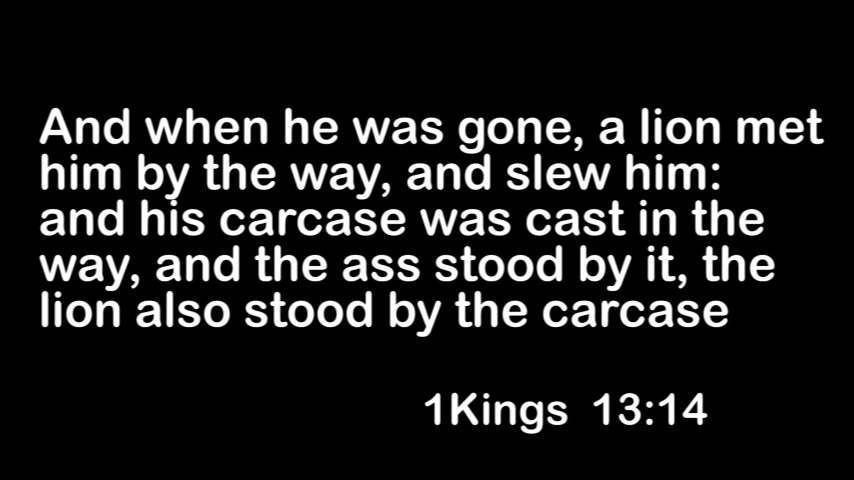 And when he was gone, a lion met
him by the way, and slew him:
and his carcase was cast in the
way, and the ass stood by it, the
lion also stood by the carcase
1Kings 13:14